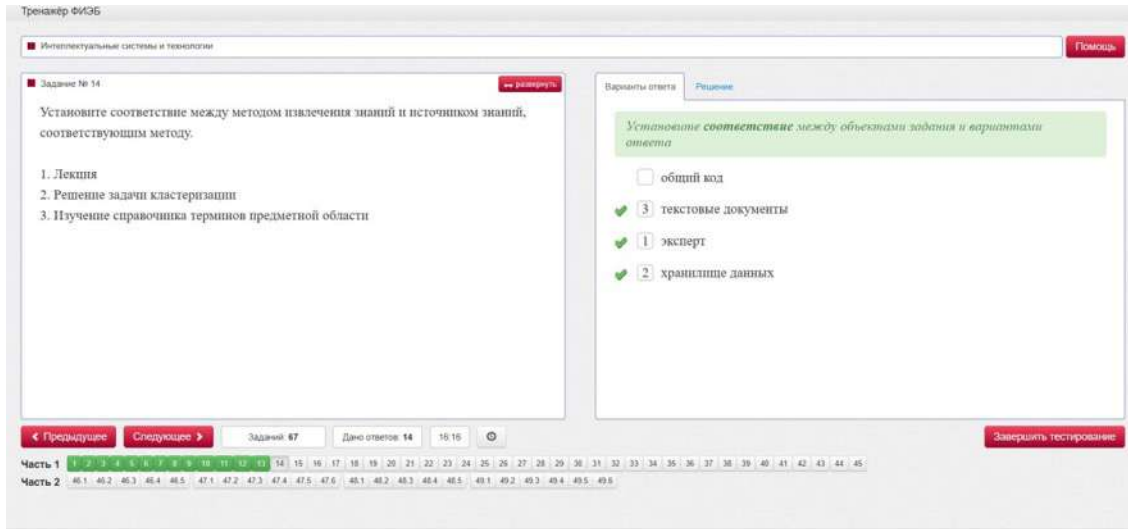 Тренажёр ФИЭБ
Интеллектуальные системы и технологии
Помощь
Задание № 14
развернуть
Установите соответствие между методом извлечения знаний и источником знаний,
соответствующим методу.
1. Лекция
2. Решение задачи кластеризации
3. Изучение справочника терминов предметной области
Варианты ответа
Решение
Установите соответствие между объектами задания и вариантами
ответа
общий код
3 текстовые документы
1 эксперт
2 хранилище данных
Предыдущее
Следующее
Заданий: 67
Дано ответов: 14
16:16
Завершить тестирование
Часть 1 1 2 3 4 5 6 7 8 9 10 11 12 13 14 15 16 17 18 19 20 21 22 23 24 25 26 27 28 29 30 31 32 33 34 35 36 37 38 39 40 41 42 43 44 45
Часть 2 46.1 46.2 46.3 46.4 46.5 47.1 47.2 47.3 47.4 47.5 47.6 48.1 48.2 48.3 48.4 48.5 49.1 49.2 49.3 49.4 49.5 49.6